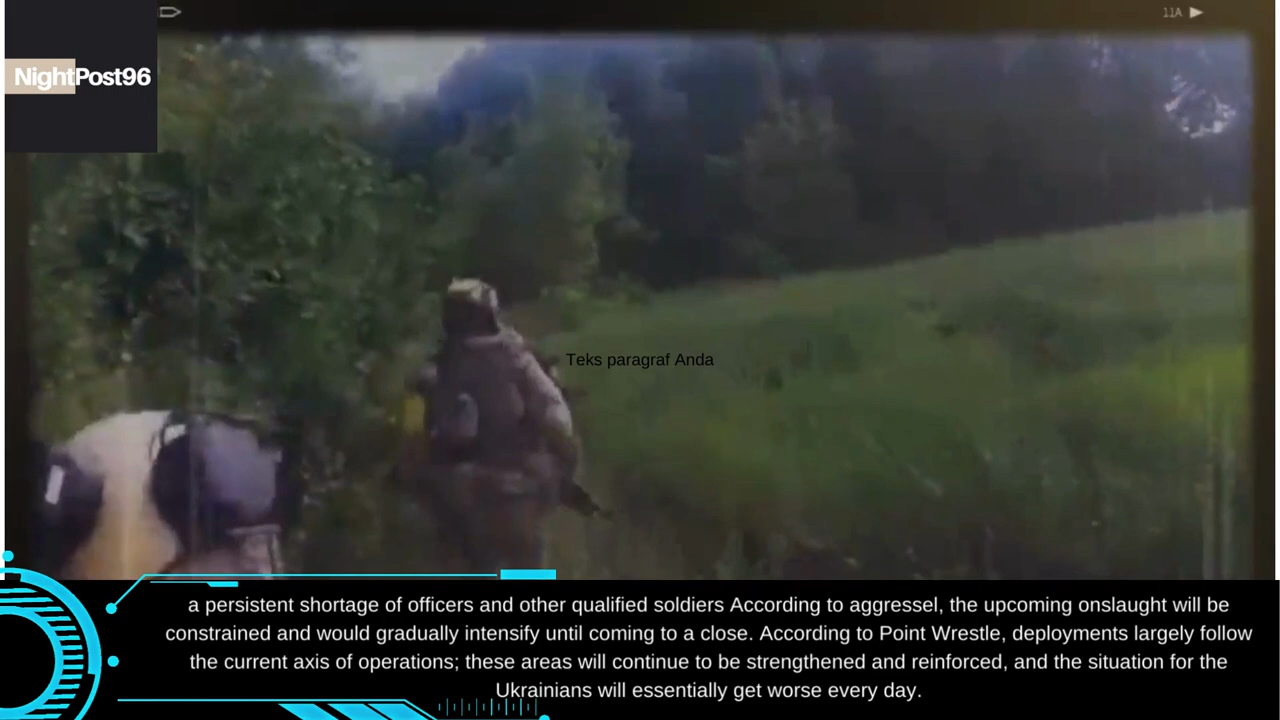 11A
NightPost96
Teks paragraf Anda
a persistent shortage of officers and other qualified soldiers According to aggressel, the upcoming onslaught will be
constrained and would gradually intensify until coming to a close. According to Point Wrestle, deployments largely follow
the current axis of operations; these areas will continue to be strengthened and reinforced, and the situation for the
Ukrainians will essentially get worse every day.